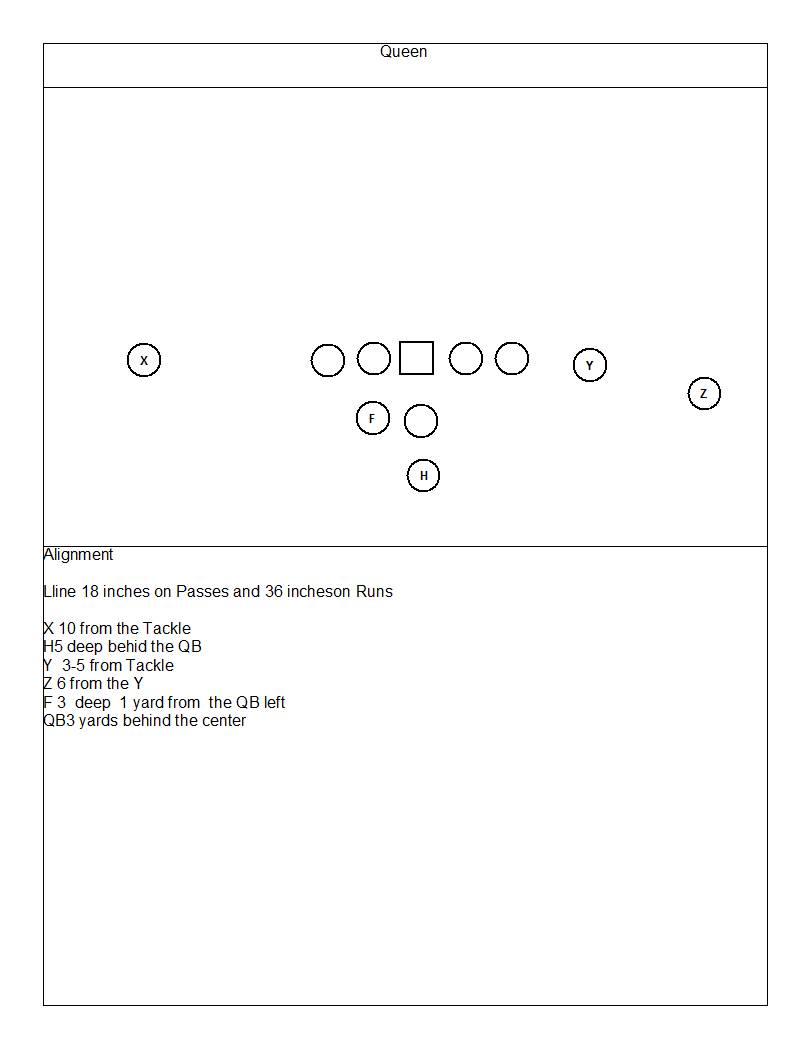 Queen
X
Y
Z
F
H
Alignment
Lline 18 inches on Passes and 36 incheson Runs
X 10 from the Tackle
H5 deep behid the QB
Y  3-5 from Tackle
Z 6 from the Y
F 3  deep  1 yard from  the QB left
QB3 yards behind the center